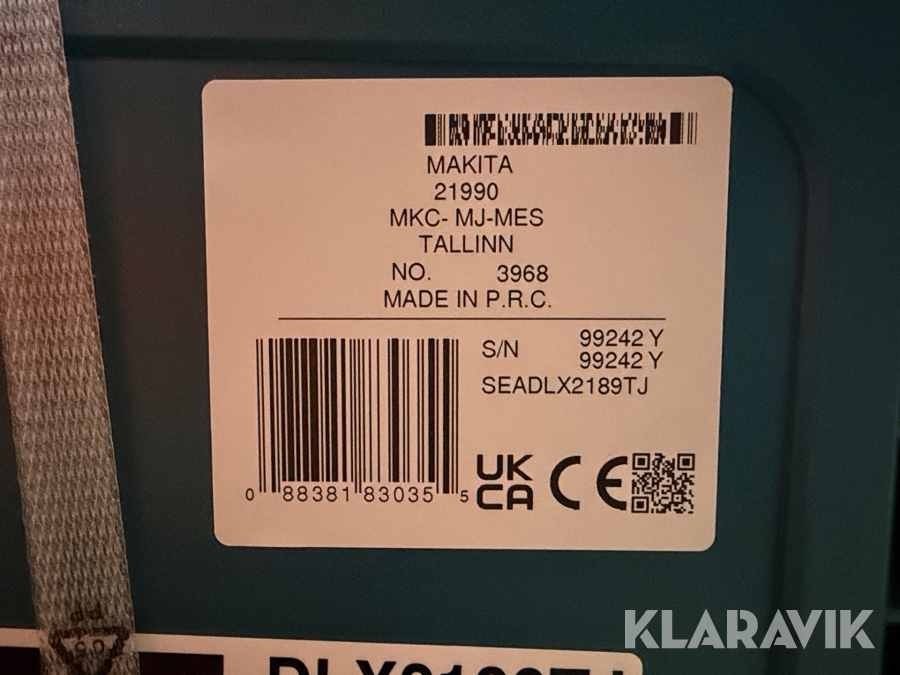 MAKITA
21990
MKC- MJ-MES
TALLINN
NO. 3968
MADE IN P.R.C.
S/N 99242 Y
99242 Y
SEADLX2189TJ
0 88381 83035 5
UK
CA CE
KLARAVIK